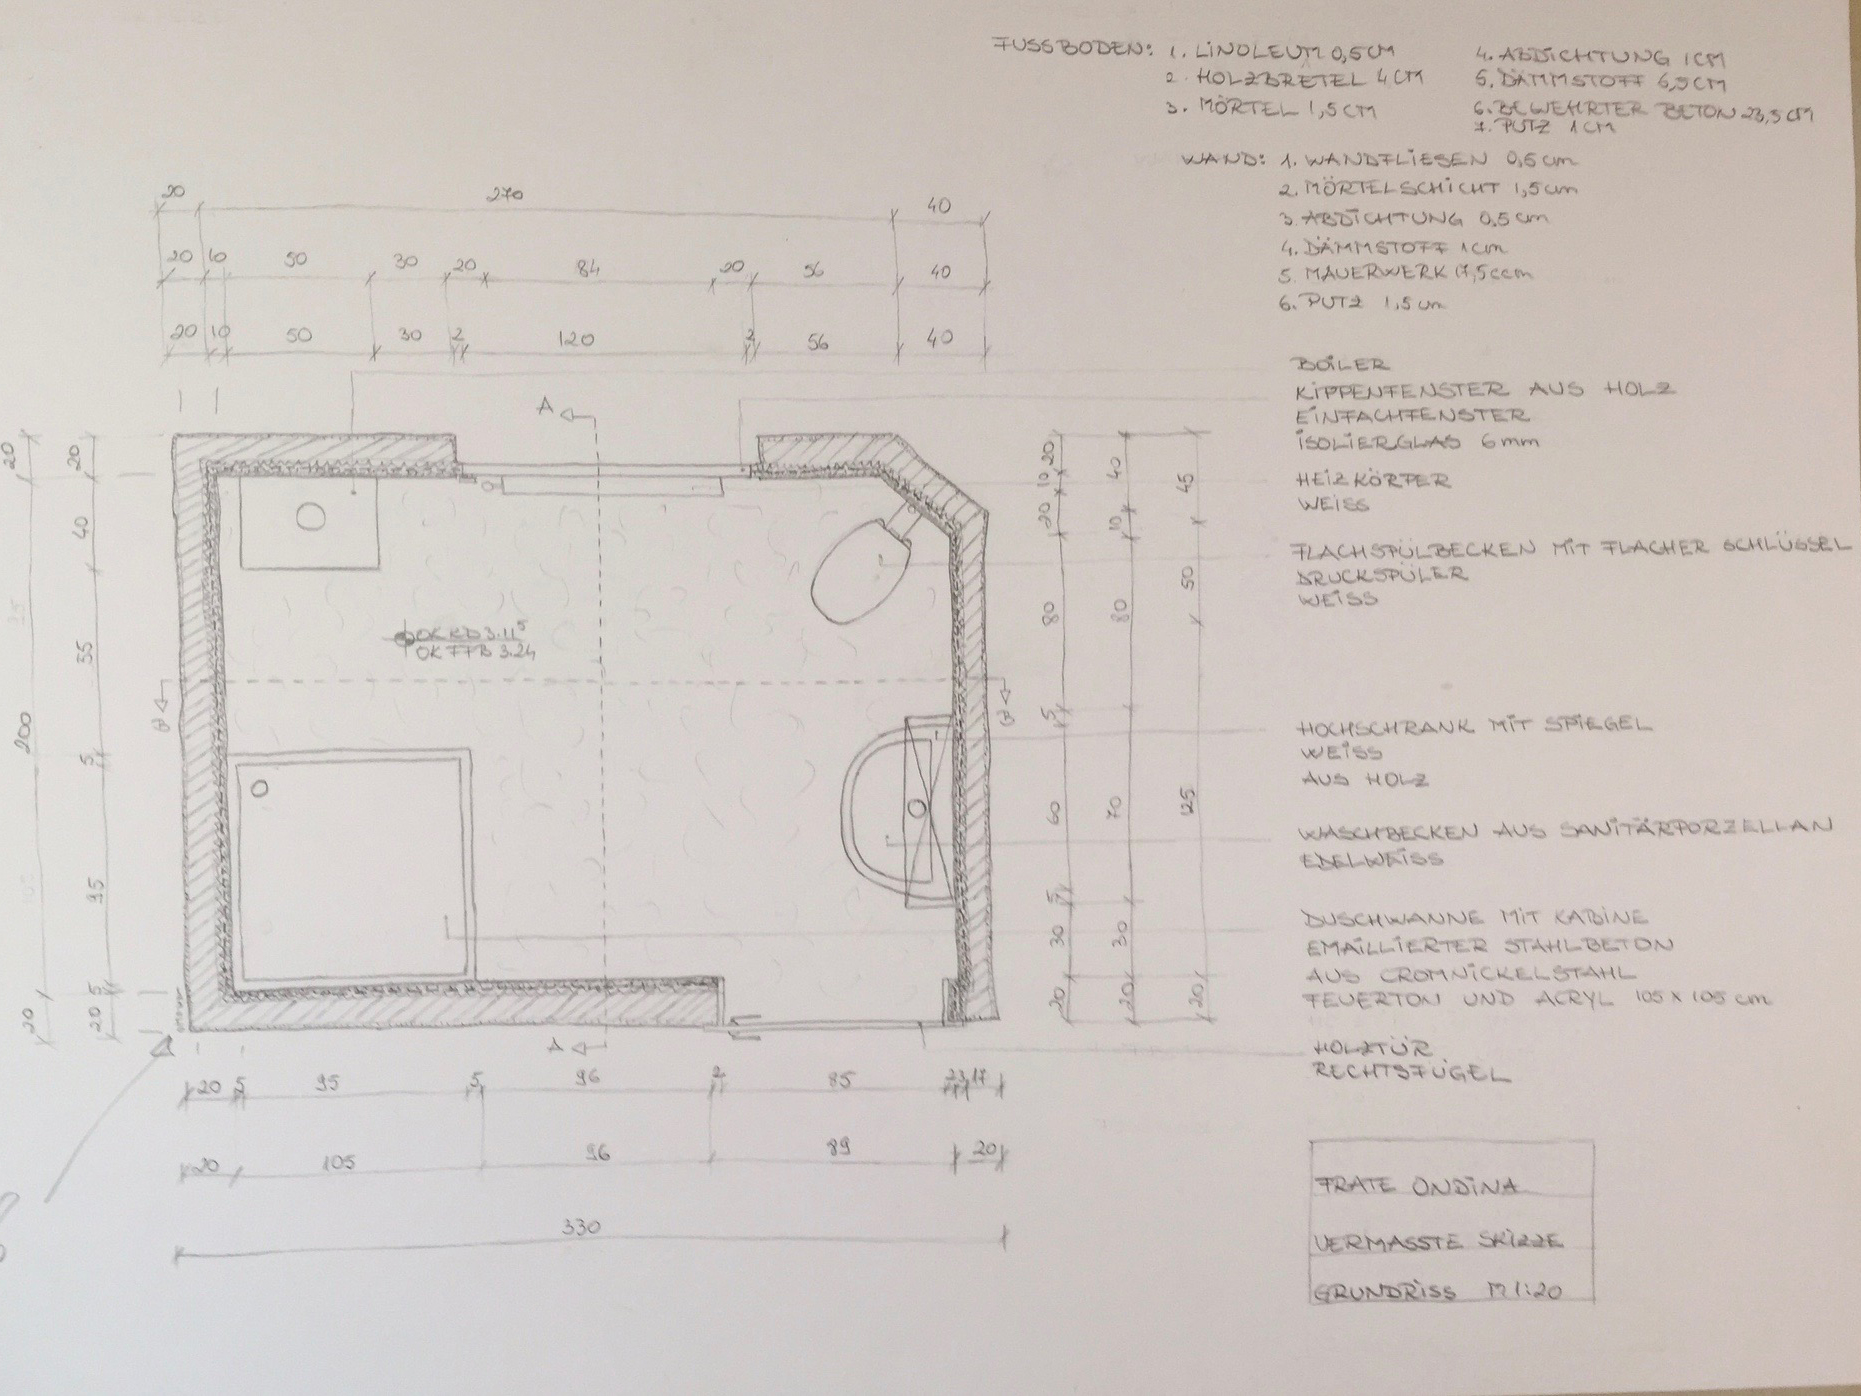 FUSSBODEN: 1. LINOLEUM 0,5CM
2. HOLZBRETEL 4CM
3. MÖRTEL 1,5CM
4. ABDICHTUNG 1CM
5. DÄMMSTOFF 6,5CM
6. BEWEHRTER BETON 23,5CM
7. PUTZ 1CM
WAND: 1. WANDFLIESEN 0,5cm
2. MÖRTELSCHICHT 1,5cm
3. ABDICHTUNG 0,5cm
4. DÄMMSTOFF 1cm
5. MAUERWERK 17,5ccm
6. PUTZ 1,5cm
20 270 40
20 10 50 30 20 84 20 56 40
20 10 50 30 2 120 2 56 40
BOILER
KIPPENFENSTER AUS HOLZ
EINFACHFENSTER
ISOLIERGLAS 6mm
HEIZKÖRPER
WEISS
FLACHSPÜLBECKEN MIT FLACHER SCHLÜSSEL
DRUCKSPÜLER
WEISS
HOCHSCHRANK MIT SPIEGEL
WEISS
AUS HOLZ
WASCHBECKEN AUS SANITÄRPORZELLAN
EDELWEISS
DUSCHWANNE MIT KABINE
EMAILLIERTER STAHLBETON
AUS CROMNICKELSTAHL
FEUERTON UND ACRYL 105 x 105 cm
HOLZTÜR
RECHTSFÜGEL
A
OK RD 3.11⁵
OK FFB 3.24
B
B
A
20 200 20
20 40 35 5 95 5 20
20 10 20 80 5 60 5 30 20
40 10 80 70 30 20
45 50 125 20
20 5 95 5 96 2 85 2 3 17
20 105 96 89 20
330
FRATE ONDINA
VERMASSTE SKIZZE
GRUNDRISS M 1:20